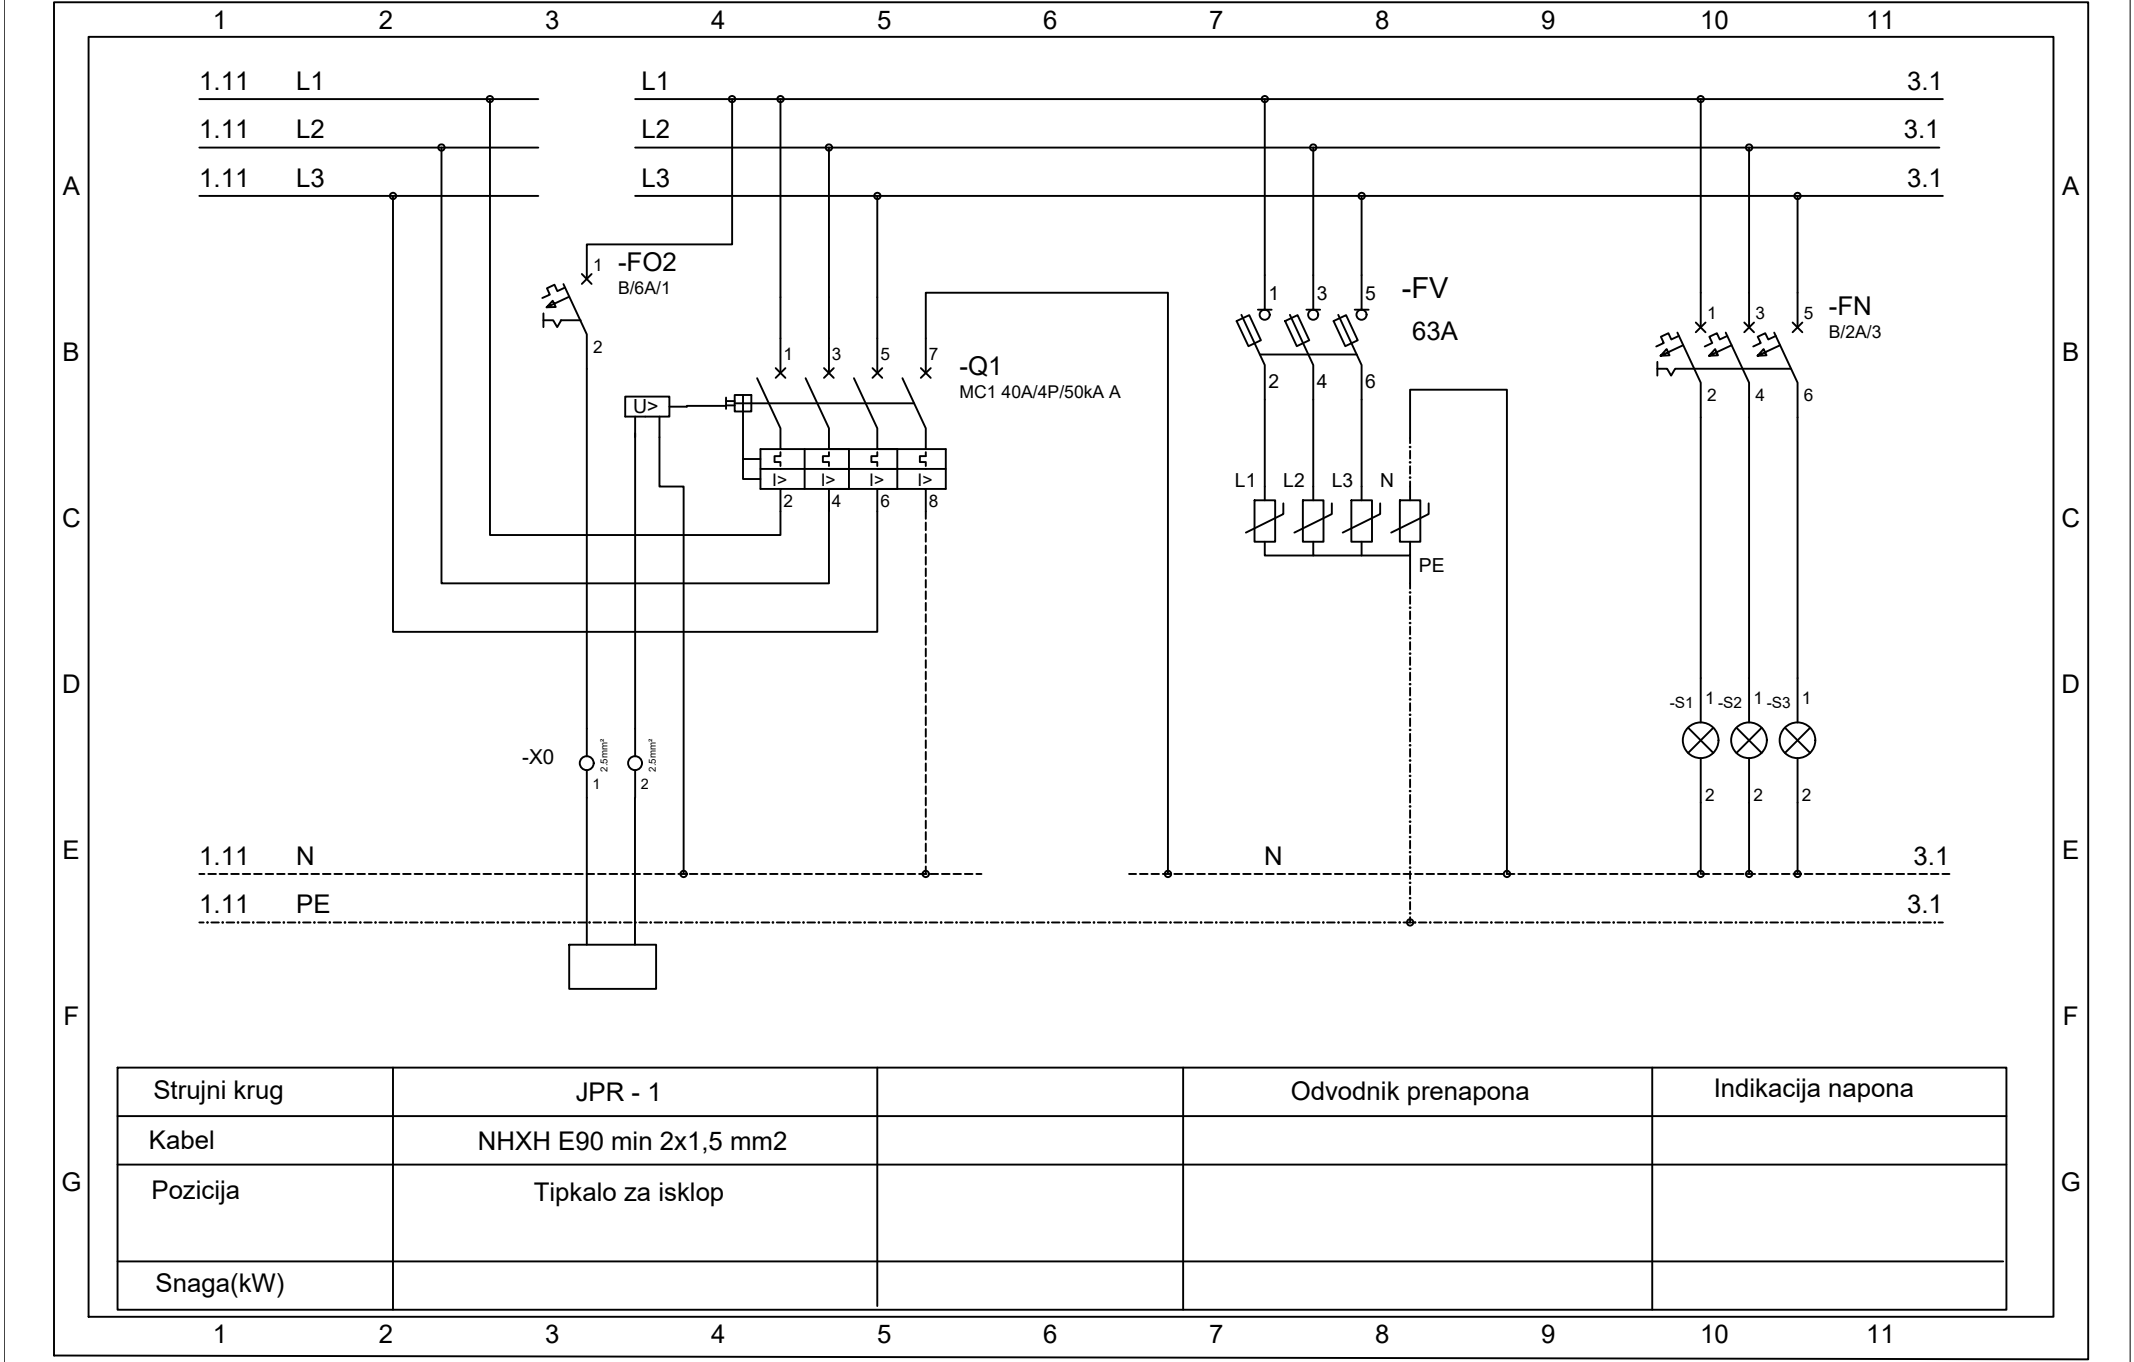 1 2 3 4 5 6 7 8 9 10 11
1.11 L1 L1 3.1
1.11 L2 L2 3.1
1.11 L3 L3 3.1
A A
1 -FO2
B/6A/1
2
1 3 5 -FV
63A
2 4 6
1 3 5 -FN
B/2A/3
2 4 6
B B
1 3 5 7 -Q1
MC1 40A/4P/50kA A
U>
I> I> I> I>
2 4 6 8
L1 L2 L3 N
C C
PE
D D
-S1 1 -S2 1 -S3 1
-X0 2.5mm² 2.5mm²
1 2
2 2 2
E E
1.11 N N 3.1
1.11 PE 3.1
F F
Strujni krug JPR - 1 Odvodnik prenapona Indikacija napona
Kabel NHXH E90 min 2x1,5 mm2
G G
Pozicija Tipkalo za isklop
Snaga(kW)
1 2 3 4 5 6 7 8 9 10 11